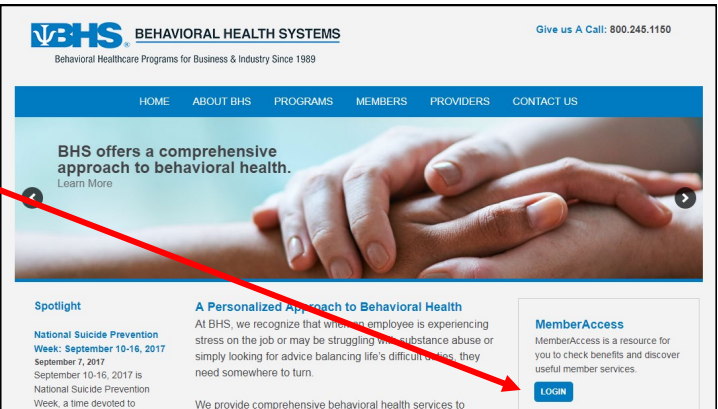 ΨBHS® BEHAVIORAL HEALTH SYSTEMS
Behavioral Healthcare Programs for Business & Industry Since 1989
Give us A Call: 800.245.1150
HOME ABOUT BHS PROGRAMS MEMBERS PROVIDERS CONTACT US
BHS offers a comprehensive
approach to behavioral health.
Learn More
Spotlight
National Suicide Prevention
Week: September 10-16, 2017
September 7, 2017
September 10-16, 2017 is
National Suicide Prevention
Week, a time devoted to
A Personalized Approach to Behavioral Health
At BHS, we recognize that when an employee is experiencing
stress on the job or may be struggling with substance abuse or
simply looking for advice balancing life's difficult duties, they
need somewhere to turn.
We provide comprehensive behavioral health services to
MemberAccess
MemberAccess is a resource for
you to check benefits and discover
useful member services.
LOGIN